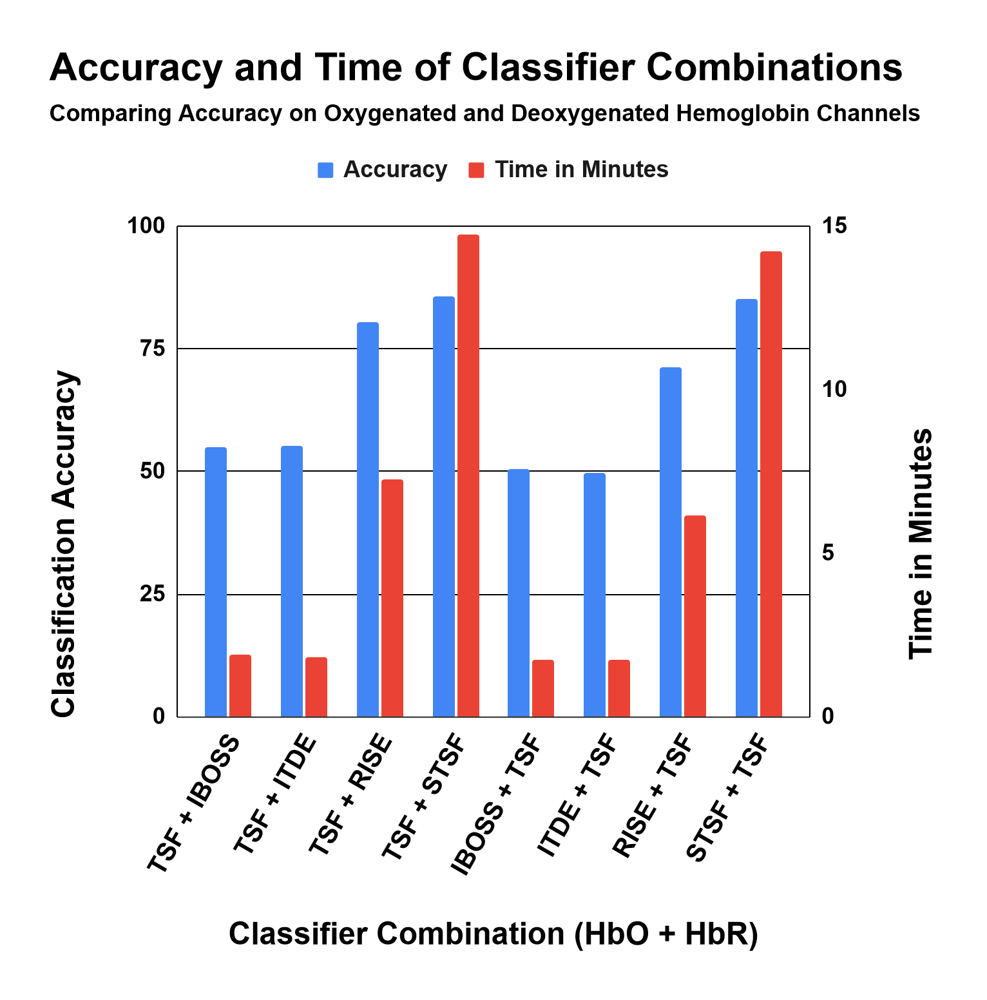 Accuracy and Time of Classifier Combinations
Comparing Accuracy on Oxygenated and Deoxygenated Hemoglobin Channels
Accuracy
Time in Minutes
Classification Accuracy
100
75
50
25
0
15
10
5
0
Time in Minutes
TSF + IBOSS
TSF + ITDE
TSF + RISE
TSF + STSF
IBOSS + TSF
ITDE + TSF
RISE + TSF
STSF + TSF
Classifier Combination (HbO + HbR)